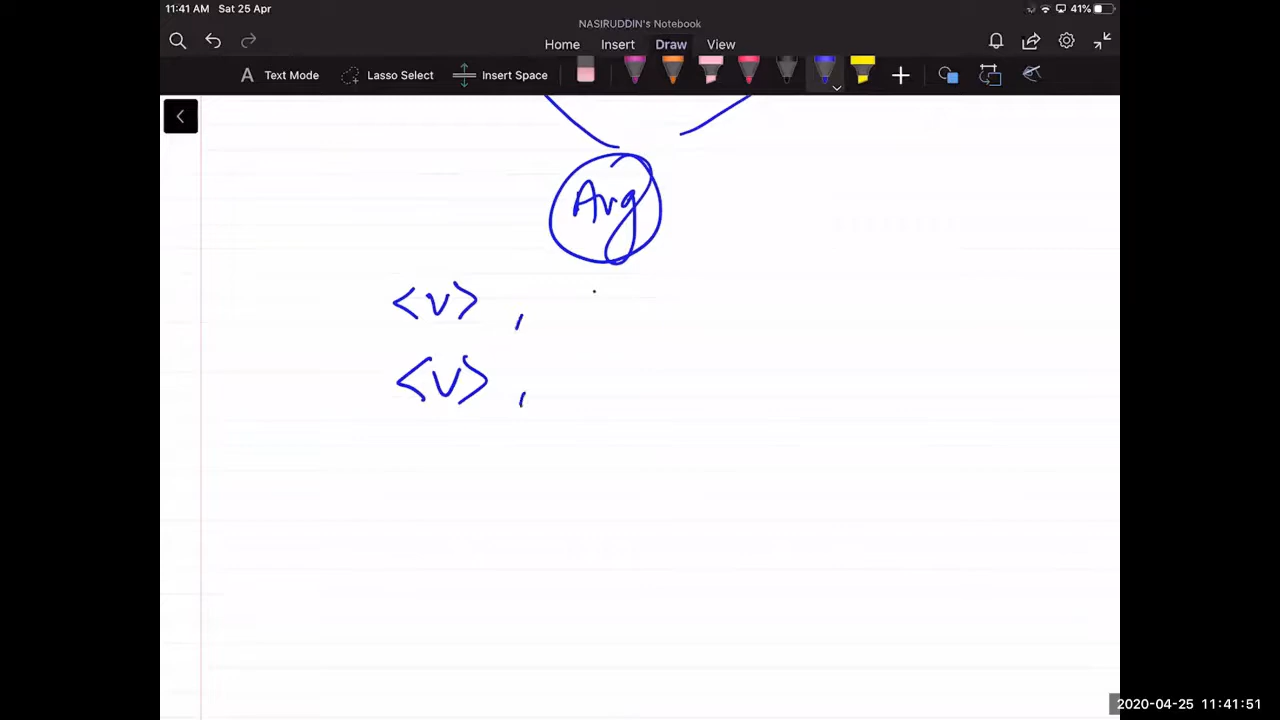 11:41 AM Sat 25 Apr 41%
NASIRUDDIN's Notebook
Home Insert Draw View
A Text Mode Lasso Select Insert Space
Avg
<v> ,
<v> ,
2020-04-25 11:41:51